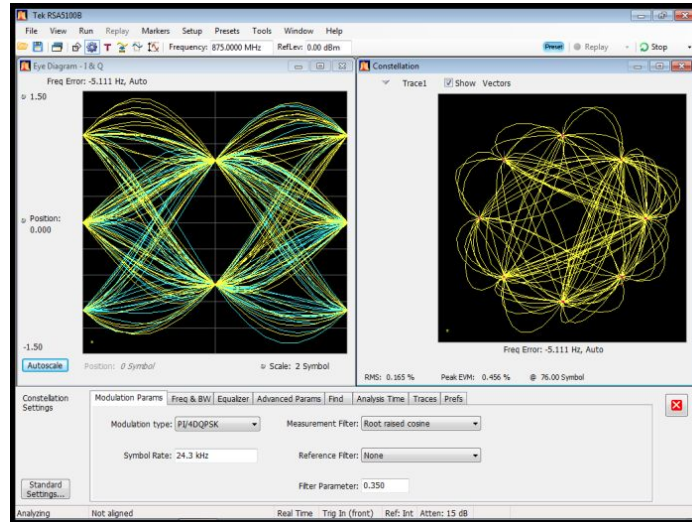 Tek RSA5100B
File View Run Replay Markers Setup Presets Tools Window Help
T Frequency: 875.0000 MHz RefLev: 0.00 dBm Preset Replay Stop
Eye Diagram - I & Q
Freq Error: -5.111 Hz, Auto
1.50
Position:
0.000
-1.50
Autoscale Position: 0 Symbol Scale: 2 Symbol
Constellation
Trace1 Show Vectors
Freq Error: -5.111 Hz, Auto
RMS: 0.165 % Peak EVM: 0.456 % @ 76.00 Symbol
Constellation
Settings
Modulation Params Freq & BW Equalizer Advanced Params Find Analysis Time Traces Prefs
Modulation type: PI/4DQPSK Measurement Filter: Root raised cosine
Symbol Rate: 24.3 kHz Reference Filter: None
Filter Parameter: 0.350
Standard
Settings...
Analyzing Not aligned Real Time Trig In (front) Ref: Int Atten: 15 dB